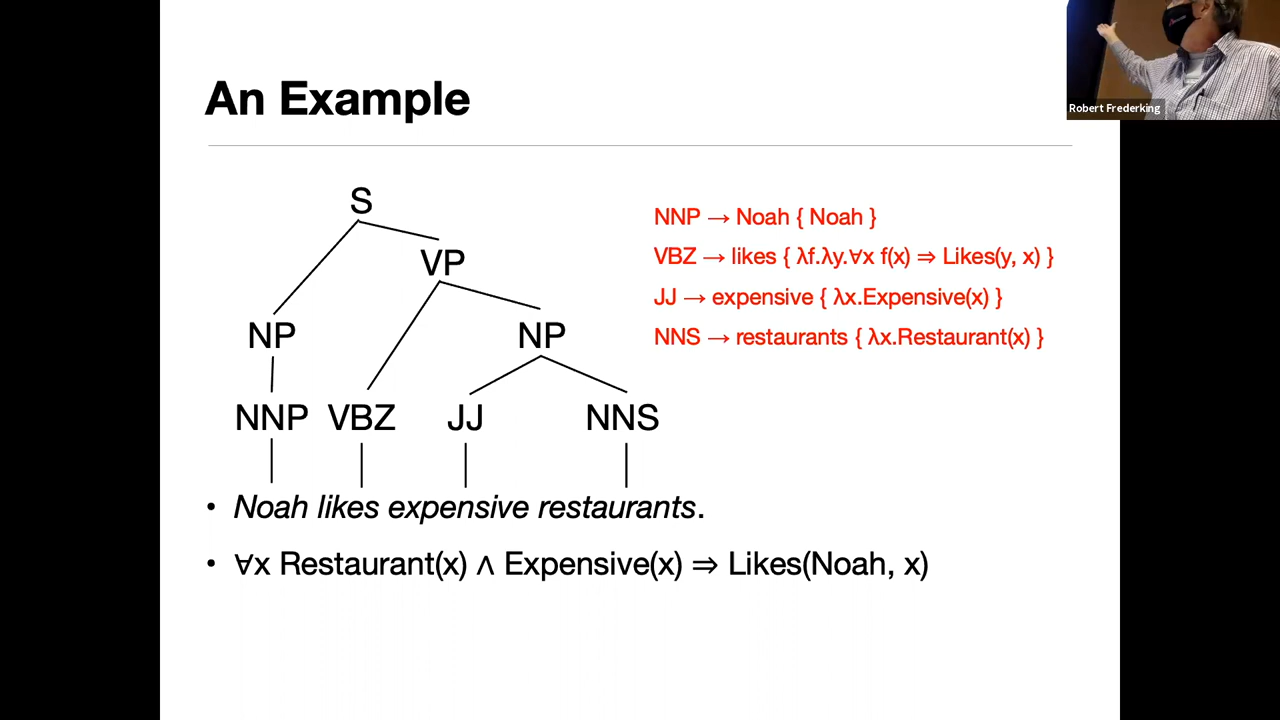 Robert Frederking
An Example
S
VP
NP NP
NNP VBZ JJ NNS
NNP → Noah { Noah }
VBZ → likes { λf.λy.∀x f(x) ⇒ Likes(y, x) }
JJ → expensive { λx.Expensive(x) }
NNS → restaurants { λx.Restaurant(x) }
• Noah likes expensive restaurants.
• ∀x Restaurant(x) ∧ Expensive(x) ⇒ Likes(Noah, x)